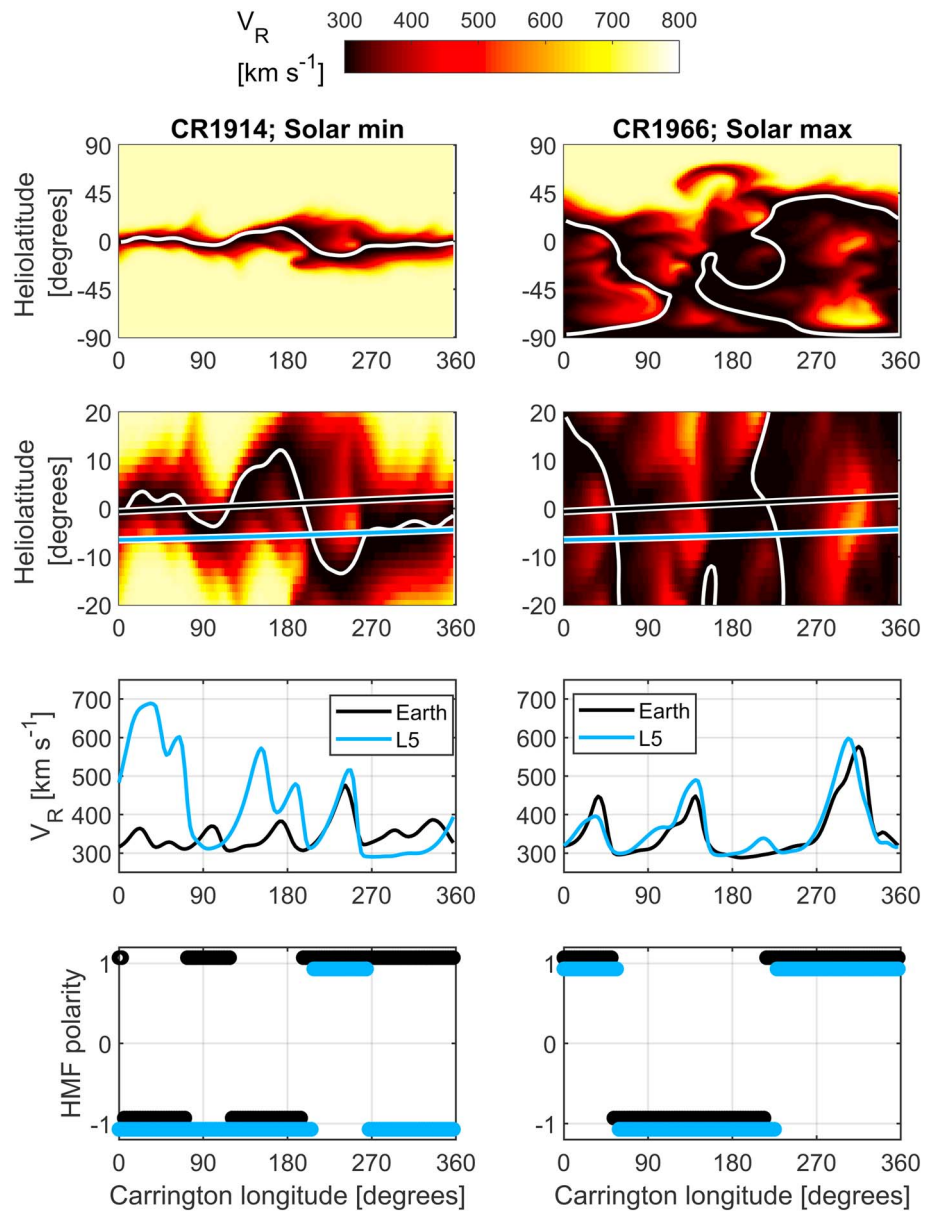 V_R 300 400 500 600 700 800
[km s⁻¹]
CR1914; Solar min
CR1966; Solar max
Heliolatitude
[degrees]
90
45
0
-45
-90
0 90 180 270 360
90
45
0
-45
-90
0 90 180 270 360
Heliolatitude
[degrees]
20
10
0
-10
-20
0 90 180 270 360
20
10
0
-10
-20
0 90 180 270 360
V_R [km s⁻¹]
700
600
500
400
300
Earth
L5
0 90 180 270 360
700
600
500
400
300
Earth
L5
0 90 180 270 360
HMF polarity
1
0
-1
0 90 180 270 360
Carrington longitude [degrees]
1
0
-1
0 90 180 270 360
Carrington longitude [degrees]